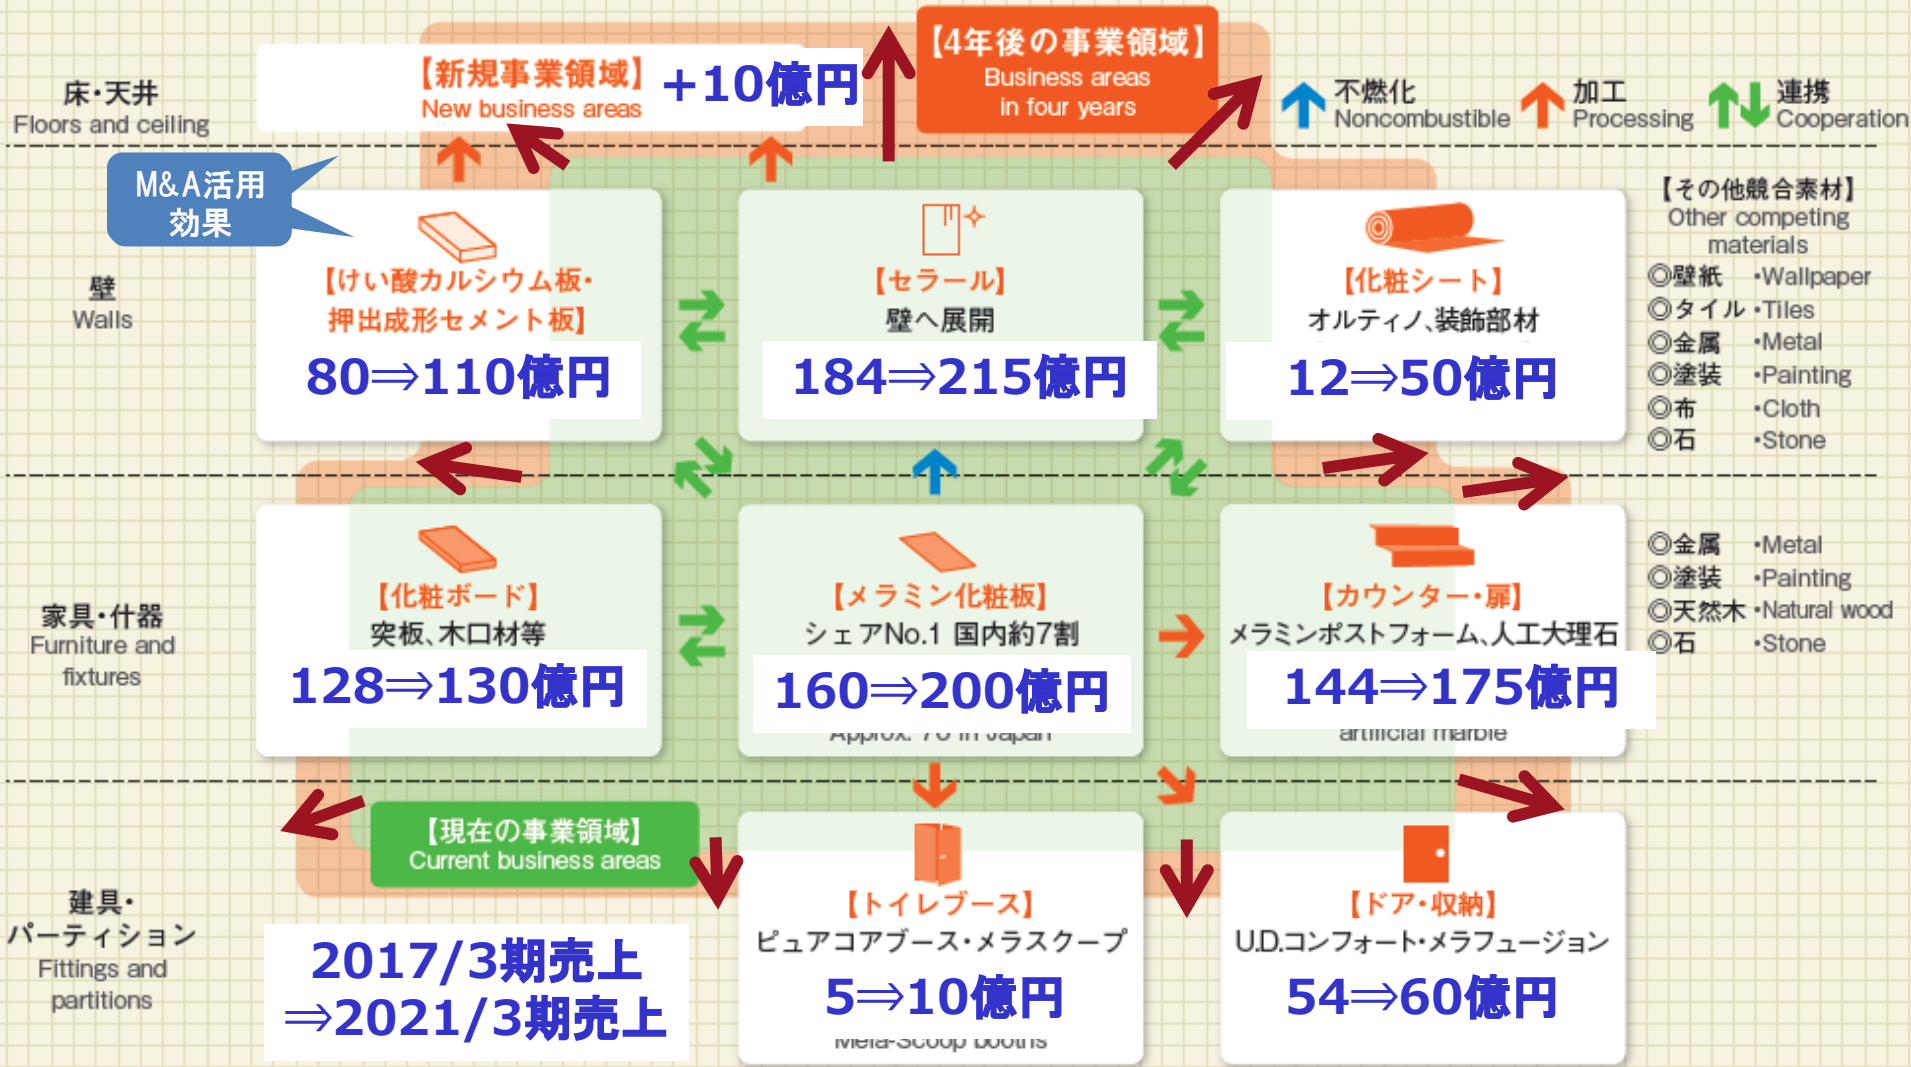 【4年後の事業領域】
Business areas
in four years
【新規事業領域】
New business areas
+10億円
床・天井
Floors and ceiling
不燃化
Noncombustible
加工
Processing
連携
Cooperation
M&A活用
効果
壁
Walls
【けい酸カルシウム板・
押出成形セメント板】
80⇒110億円
【セラール】
壁へ展開
184⇒215億円
【化粧シート】
オルティノ、装飾部材
12⇒50億円
【その他競合素材】
Other competing
materials
◎壁紙 •Wallpaper
◎タイル •Tiles
◎金属 •Metal
◎塗装 •Painting
◎布 •Cloth
◎石 •Stone
家具・什器
Furniture and
fixtures
【化粧ボード】
突板、木口材等
128⇒130億円
【メラミン化粧板】
シェアNo.1 国内約7割
160⇒200億円
Approx. 70 in Japan
【カウンター・扉】
メラミンポストフォーム、人工大理石
144⇒175億円
artificial marble
◎金属 •Metal
◎塗装 •Painting
◎天然木 •Natural wood
◎石 •Stone
【現在の事業領域】
Current business areas
建具・
パーティション
Fittings and
partitions
2017/3期売上
⇒2021/3期売上
【トイレブース】
ピュアコアブース・メラスクープ
5⇒10億円
Mela-Scoop booths
【ドア・収納】
U.D.コンフォート・メラフュージョン
54⇒60億円